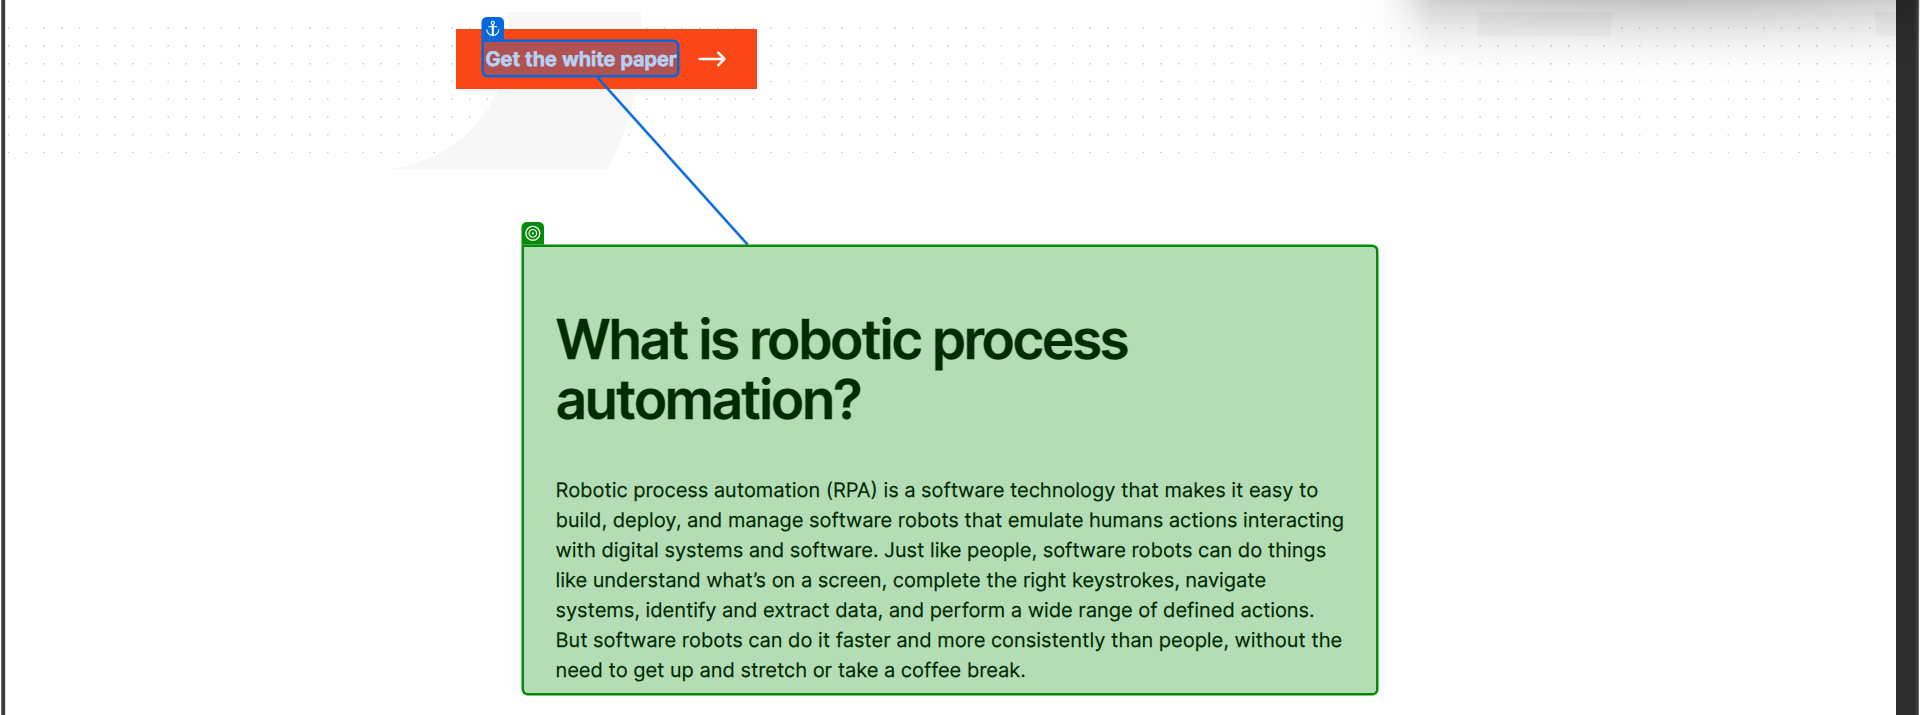 Get the white paper
What is robotic process
automation?
Robotic process automation (RPA) is a software technology that makes it easy to
build, deploy, and manage software robots that emulate humans actions interacting
with digital systems and software. Just like people, software robots can do things
like understand what’s on a screen, complete the right keystrokes, navigate
systems, identify and extract data, and perform a wide range of defined actions.
But software robots can do it faster and more consistently than people, without the
need to get up and stretch or take a coffee break.